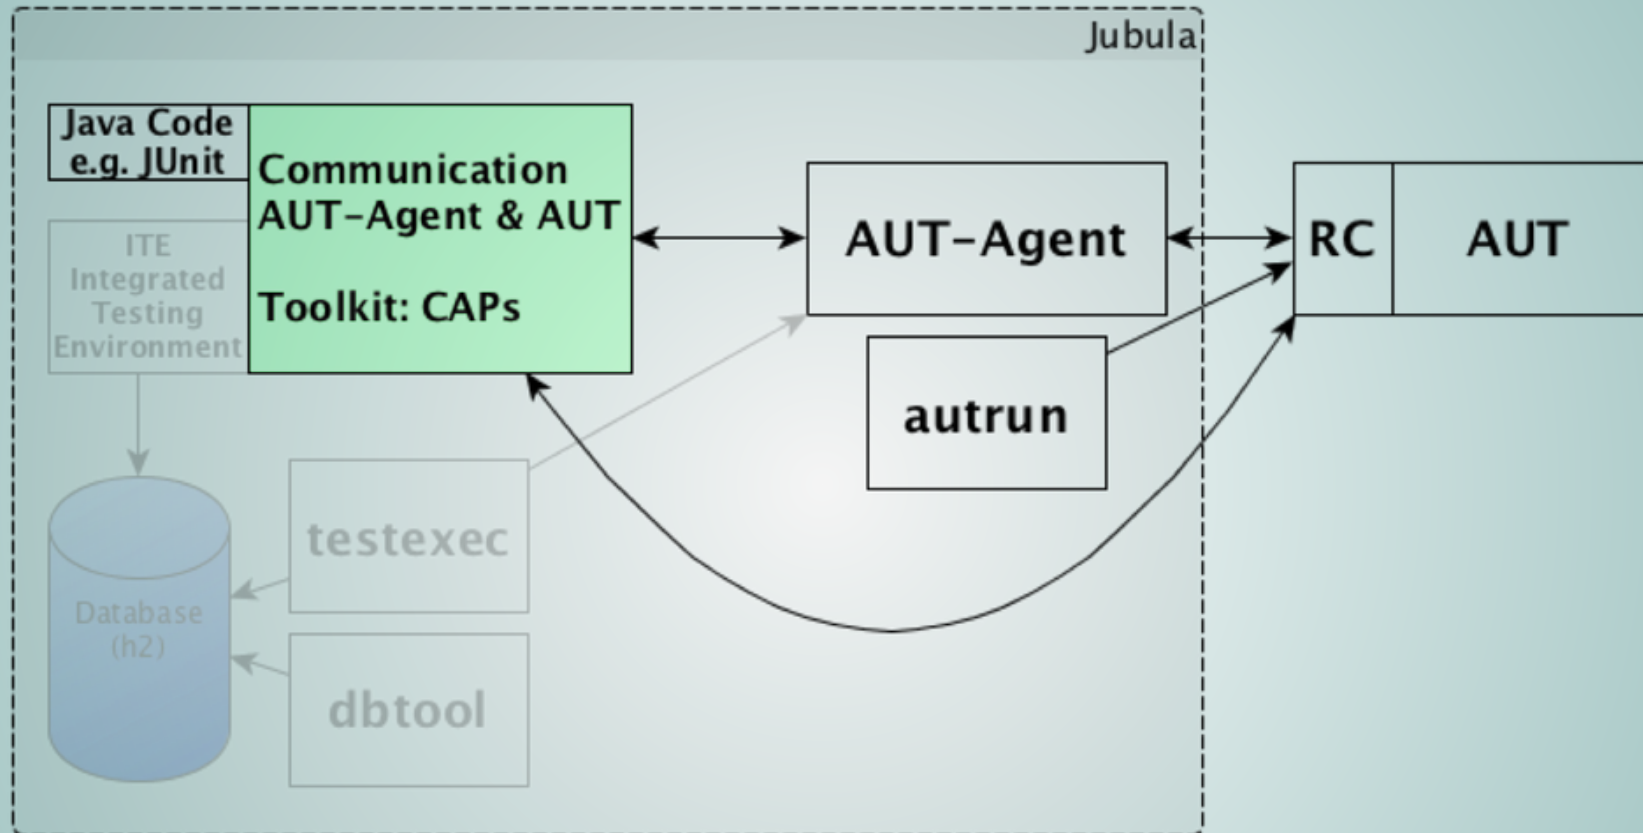 Jubula
Java Code
e.g. JUnit
Communication
AUT-Agent & AUT
Toolkit: CAPs
ITE
Integrated
Testing
Environment
AUT-Agent
RC
AUT
autrun
testexec
Database
(h2)
dbtool